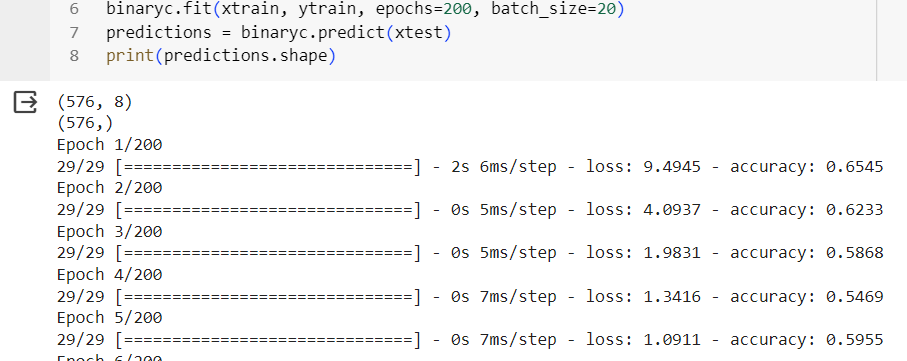 6 binaryc.fit(xtrain, ytrain, epochs=200, batch_size=20)
7 predictions = binaryc.predict(xtest)
8 print(predictions.shape)
(576, 8)
(576,)
Epoch 1/200
29/29 [==============================] - 2s 6ms/step - loss: 9.4945 - accuracy: 0.6545
Epoch 2/200
29/29 [==============================] - 0s 5ms/step - loss: 4.0937 - accuracy: 0.6233
Epoch 3/200
29/29 [==============================] - 0s 5ms/step - loss: 1.9831 - accuracy: 0.5868
Epoch 4/200
29/29 [==============================] - 0s 7ms/step - loss: 1.3416 - accuracy: 0.5469
Epoch 5/200
29/29 [==============================] - 0s 7ms/step - loss: 1.0911 - accuracy: 0.5955
Epoch 6/200